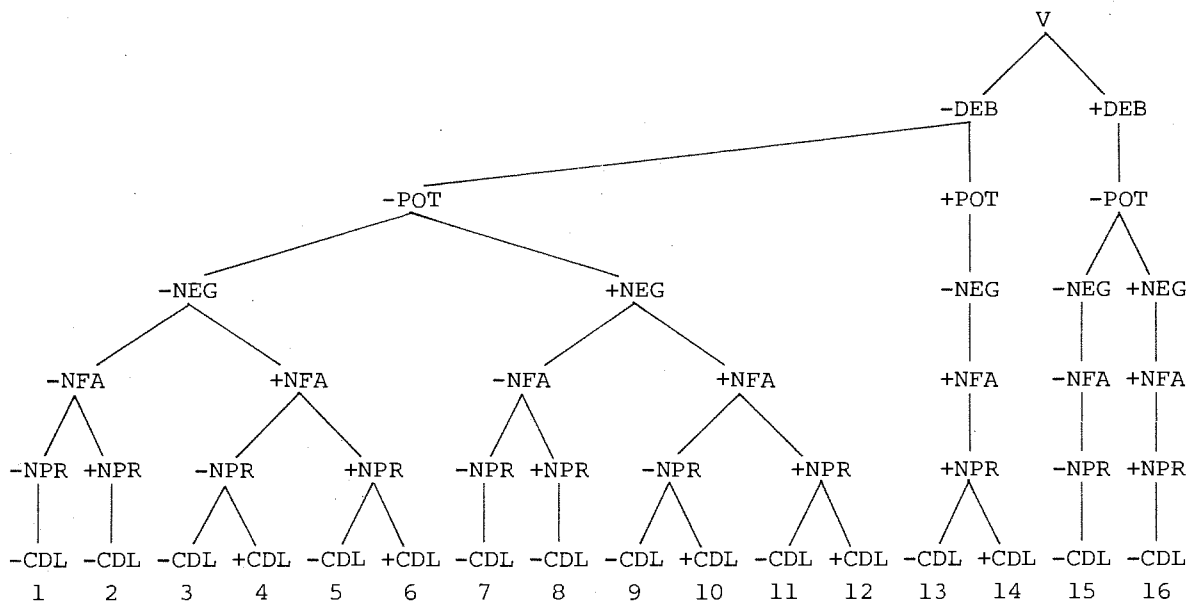 V
-DEB +DEB
-POT +POT -POT
-NEG +NEG -NEG -NEG +NEG
-NFA +NFA -NFA +NFA +NFA -NFA +NFA
-NPR +NPR -NPR +NPR -NPR +NPR -NPR +NPR +NPR -NPR +NPR
-CDL -CDL -CDL +CDL -CDL +CDL -CDL -CDL -CDL +CDL -CDL +CDL -CDL +CDL -CDL -CDL
1 2 3 4 5 6 7 8 9 10 11 12 13 14 15 16